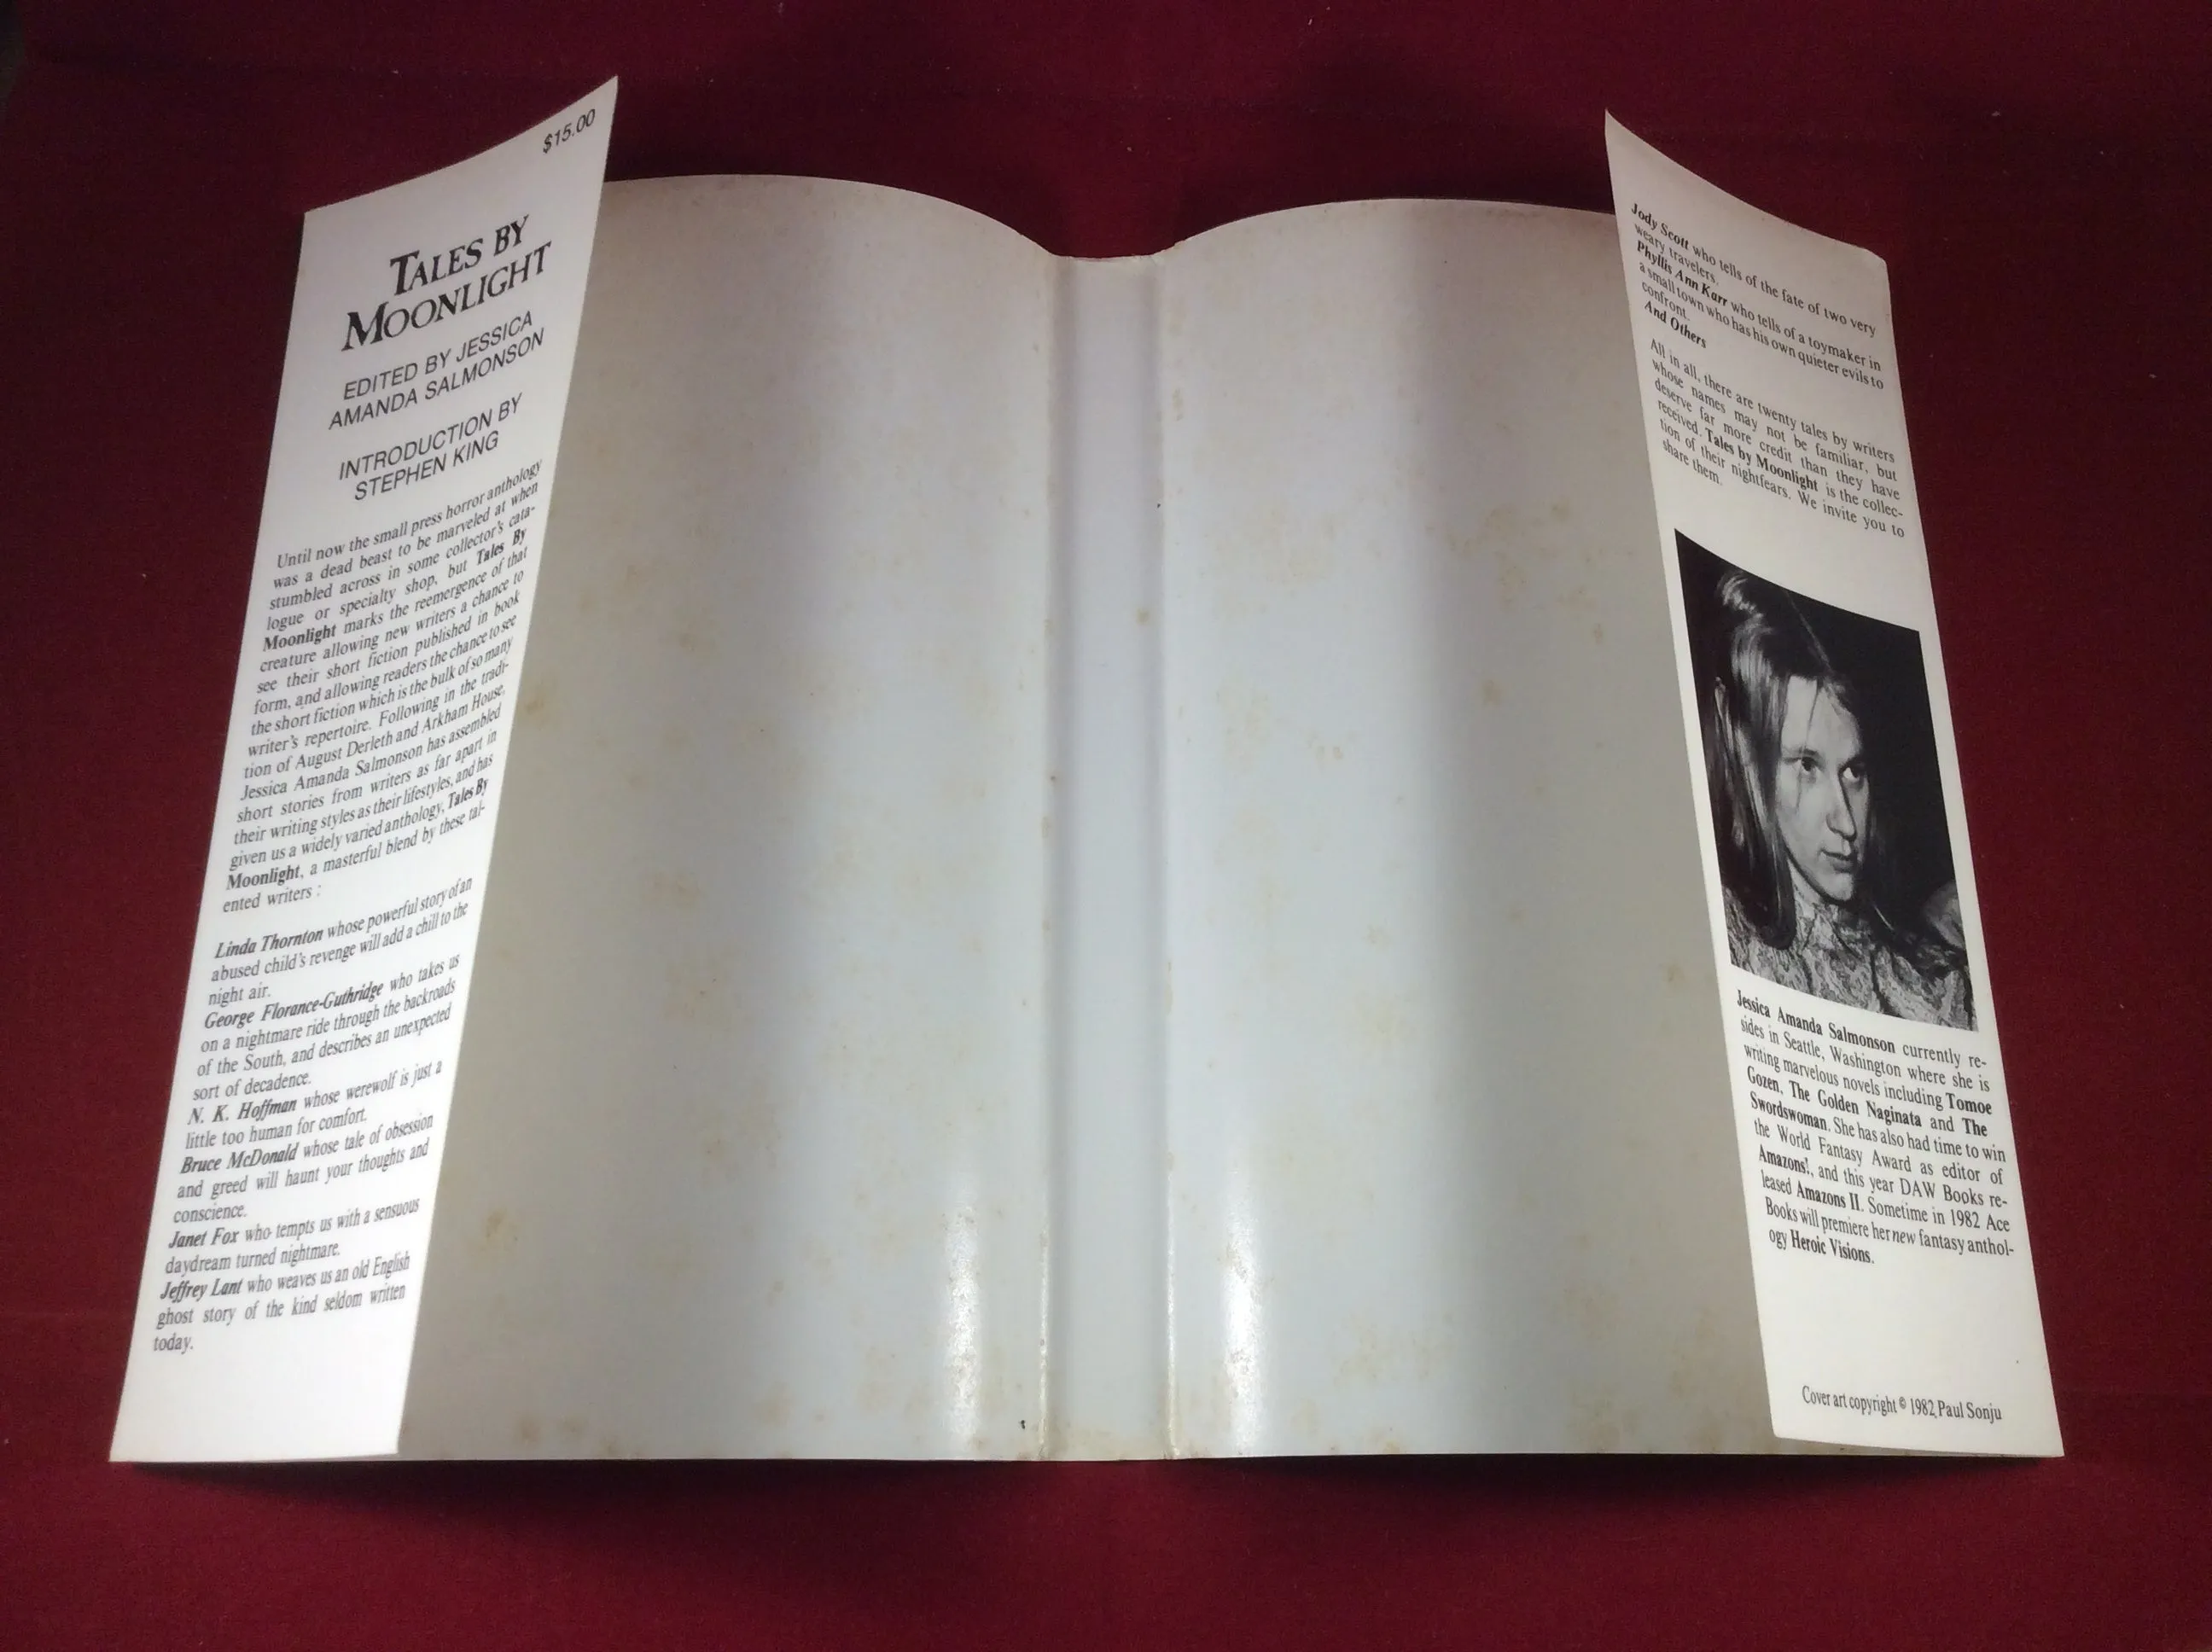 $15.00
TALES BY
MOONLIGHT
EDITED BY JESSICA
AMANDA SALMONSON
INTRODUCTION BY
STEPHEN KING
Until now the small press horror anthology
was a dead beast to be marveled at when
stumbled across in some collector's cata-
logue or specialty shop, but Tales By
Moonlight marks the reemergence of that
creature allowing new writers a chance to
see their short fiction published in book
form, and allowing readers the chance to see
the short fiction which is the bulk of so many
writer's repertoire. Following in the tradi-
tion of August Derleth and Arkham House,
Jessica Amanda Salmonson has assembled
short stories from writers as far apart in
their writing styles as their lifestyles, and has
given us a widely varied anthology, Tales By
Moonlight, a masterful blend by these tal-
ented writers :
Linda Thornton whose powerful story of an
abused child's revenge will add a chill to the
night air.
George Florance-Guthridge who takes us
on a nightmare ride through the backroads
of the South, and describes an unexpected
sort of decadence.
N. K. Hoffman whose werewolf is just a
little too human for comfort.
Bruce McDonald whose tale of obsession
and greed will haunt your thoughts and
conscience.
Janet Fox who tempts us with a sensuous
daydream turned nightmare.
Jeffrey Lant who weaves us an old English
ghost story of the kind seldom written
today.
Jody Scott who tells of the fate of two very
weary travelers.
Phyllis Ann Karr who tells of a toymaker in
a small town who has his own quieter evils to
confront.
And Others
All in all, there are twenty tales by writers
whose names may not be familiar, but
deserve far more credit than they have
received. Tales by Moonlight is the collec-
tion of their nightfears. We invite you to
share them.
Jessica Amanda Salmonson currently re-
sides in Seattle, Washington where she is
writing marvelous novels including Tomoe
Gozen, The Golden Naginata and The
Swordswoman. She has also had time to win
the World Fantasy Award as editor of
Amazons!, and this year DAW Books re-
leased Amazons II. Sometime in 1982 Ace
Books will premiere her new fantasy anthol-
ogy Heroic Visions.
Cover art copyright © 1982 Paul Sonju